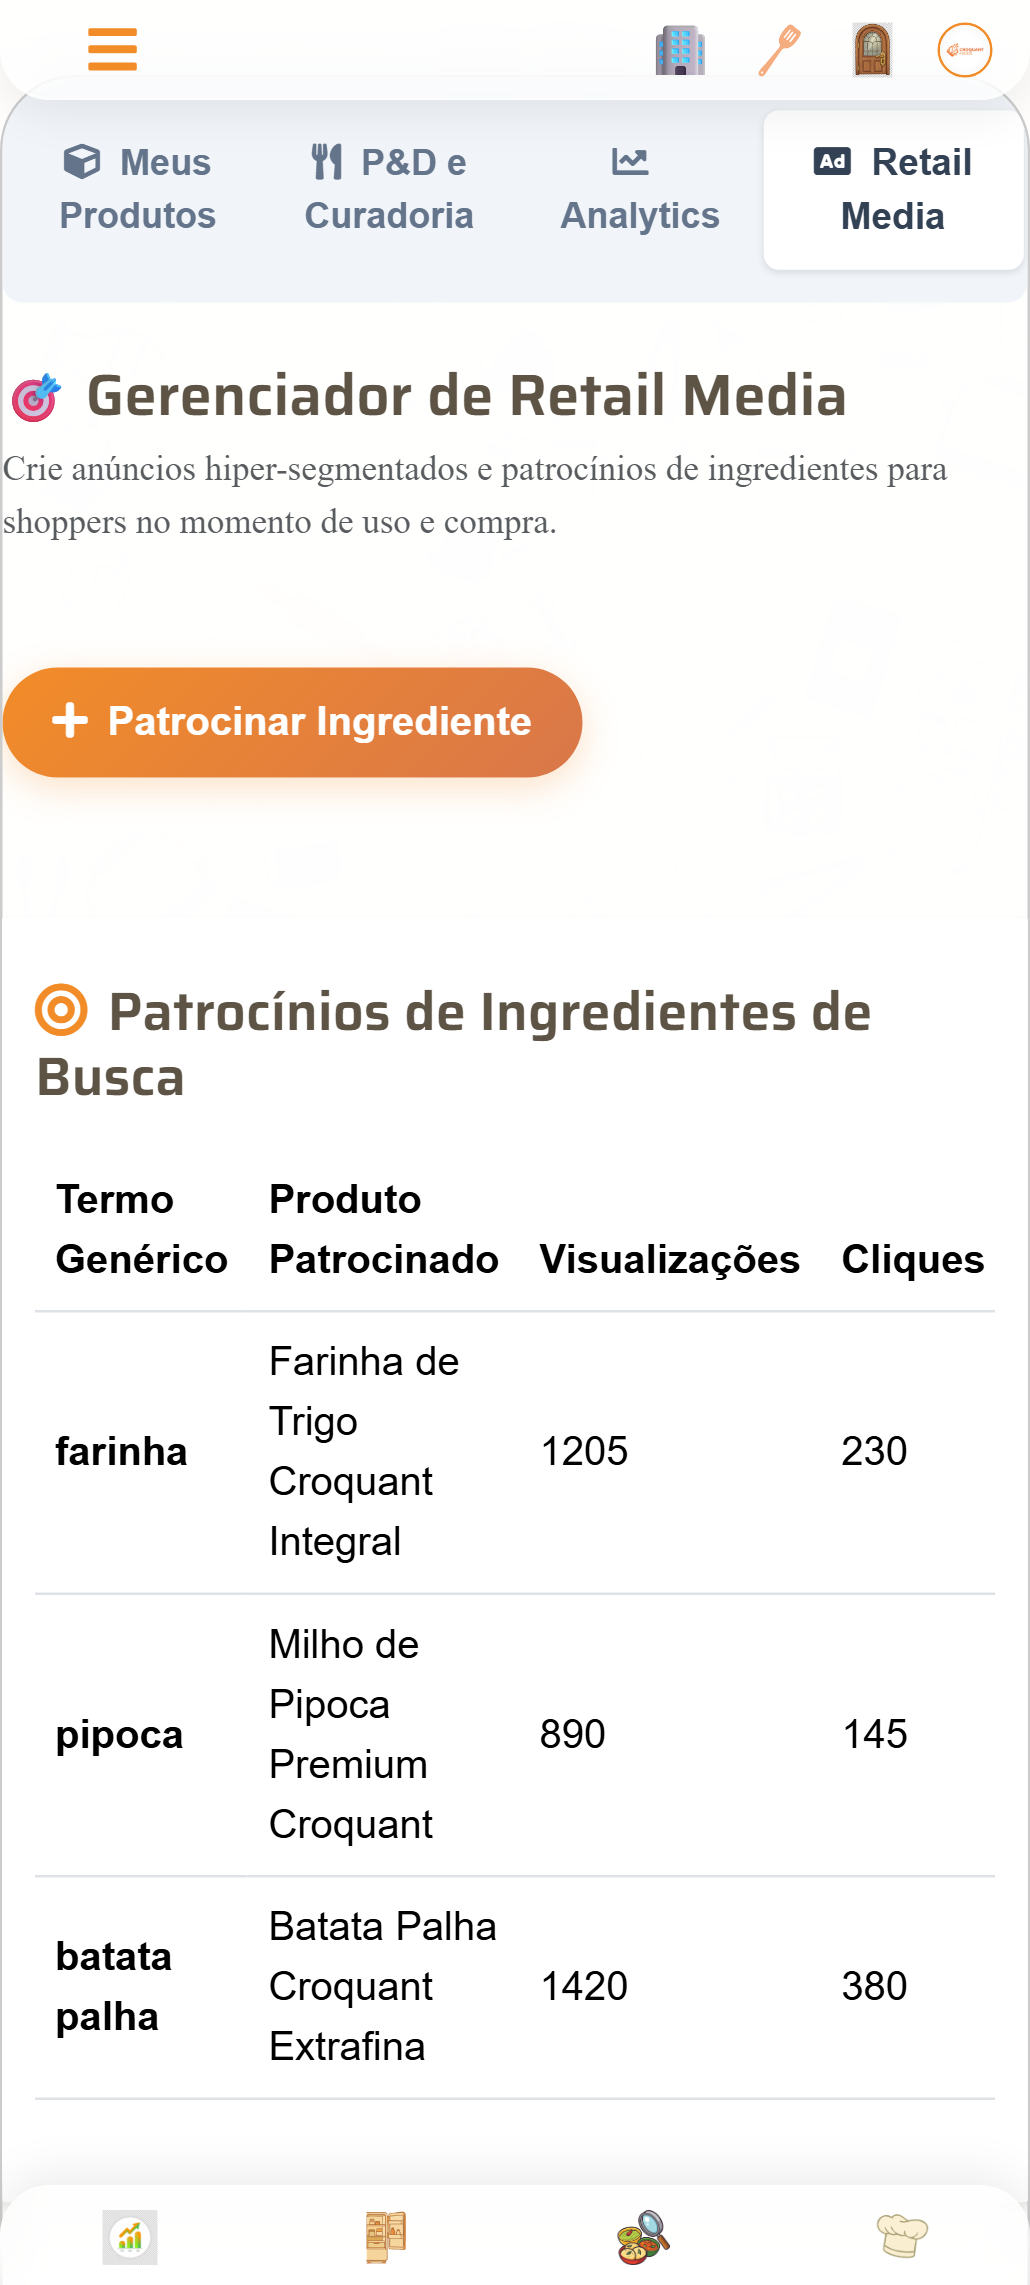 CROQUANT
Meus
Produtos
P&D e
Curadoria
Analytics
Ad Retail
Media
Gerenciador de Retail Media
Crie anúncios hiper-segmentados e patrocínios de ingredientes para
shoppers no momento de uso e compra.
Patrocinar Ingrediente
Patrocínios de Ingredientes de
Busca
Termo
Genérico
Produto
Patrocinado
Visualizações
Cliques
farinha
Farinha de
Trigo
Croquant
Integral
1205
230
pipoca
Milho de
Pipoca
Premium
Croquant
890
145
batata
palha
Batata Palha
Croquant
Extrafina
1420
380